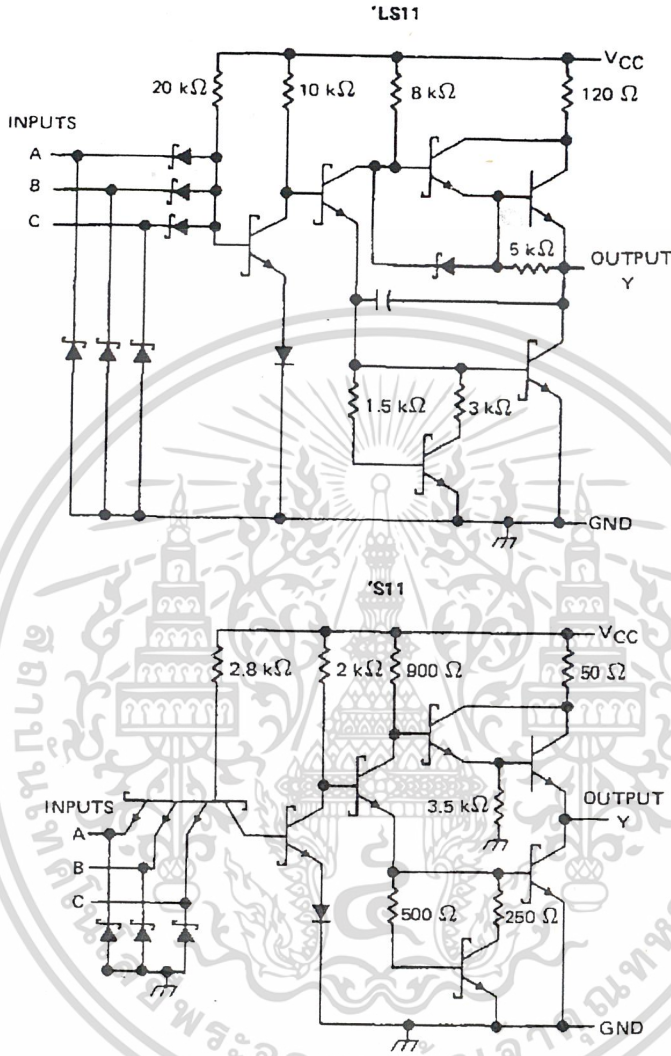 'LS11
VCC
20 kΩ
10 kΩ
8 kΩ
120 Ω
INPUTS
A
B
C
5 kΩ
OUTPUT
Y
1.5 kΩ
3 kΩ
GND
'S11
VCC
2.8 kΩ
2 kΩ
900 Ω
50 Ω
INPUTS
A
B
C
3.5 kΩ
OUTPUT
Y
500 Ω
250 Ω
GND